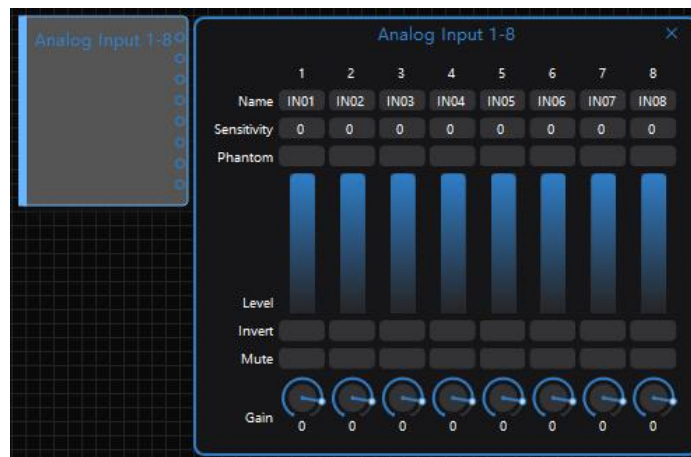 Analog Input 1-8
Analog Input 1-8 ×
1 2 3 4 5 6 7 8
Name IN01 IN02 IN03 IN04 IN05 IN06 IN07 IN08
Sensitivity 0 0 0 0 0 0 0 0
Phantom
Level
Invert
Mute
Gain
0 0 0 0 0 0 0 0